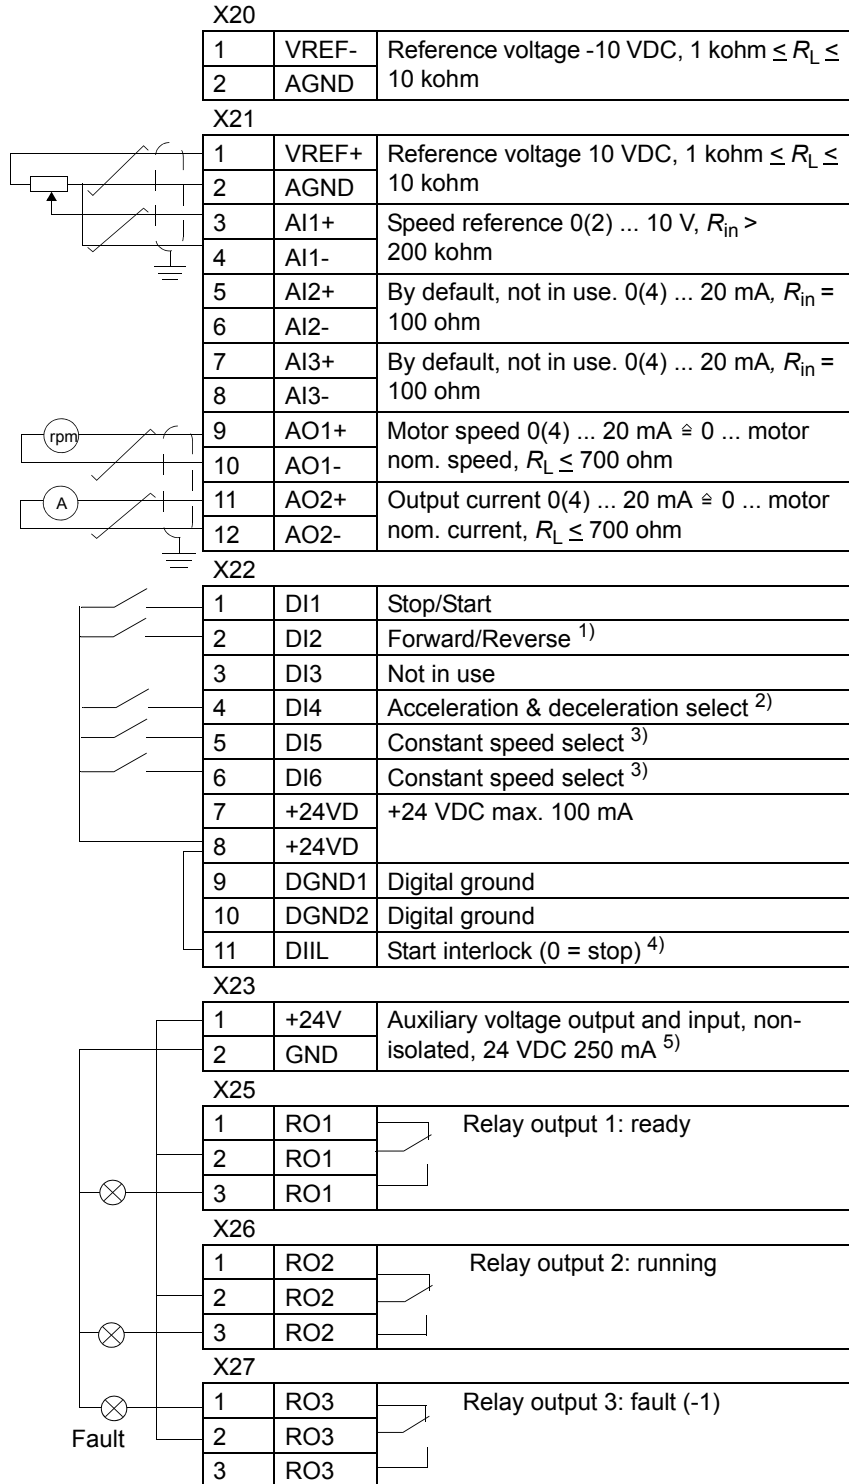 X20
1 VREF- Reference voltage -10 VDC, 1 kohm ≤ RL ≤
2 AGND 10 kohm
X21
1 VREF+ Reference voltage 10 VDC, 1 kohm ≤ RL ≤
2 AGND 10 kohm
3 AI1+ Speed reference 0(2) ... 10 V, Rin >
4 AI1- 200 kohm
5 AI2+ By default, not in use. 0(4) ... 20 mA, Rin =
6 AI2- 100 ohm
7 AI3+ By default, not in use. 0(4) ... 20 mA, Rin =
8 AI3- 100 ohm
rpm 9 AO1+ Motor speed 0(4) ... 20 mA ≙ 0 ... motor
10 AO1- nom. speed, RL ≤ 700 ohm
A 11 AO2+ Output current 0(4) ... 20 mA ≙ 0 ... motor
12 AO2- nom. current, RL ≤ 700 ohm
X22
1 DI1 Stop/Start
2 DI2 Forward/Reverse 1)
3 DI3 Not in use
4 DI4 Acceleration & deceleration select 2)
5 DI5 Constant speed select 3)
6 DI6 Constant speed select 3)
7 +24VD +24 VDC max. 100 mA
8 +24VD
9 DGND1 Digital ground
10 DGND2 Digital ground
11 DIIL Start interlock (0 = stop) 4)
X23
1 +24V Auxiliary voltage output and input, non-
2 GND isolated, 24 VDC 250 mA 5)
X25
1 RO1 Relay output 1: ready
2 RO1
3 RO1
X26
1 RO2 Relay output 2: running
2 RO2
3 RO2
X27
1 RO3 Relay output 3: fault (-1)
Fault 2 RO3
3 RO3